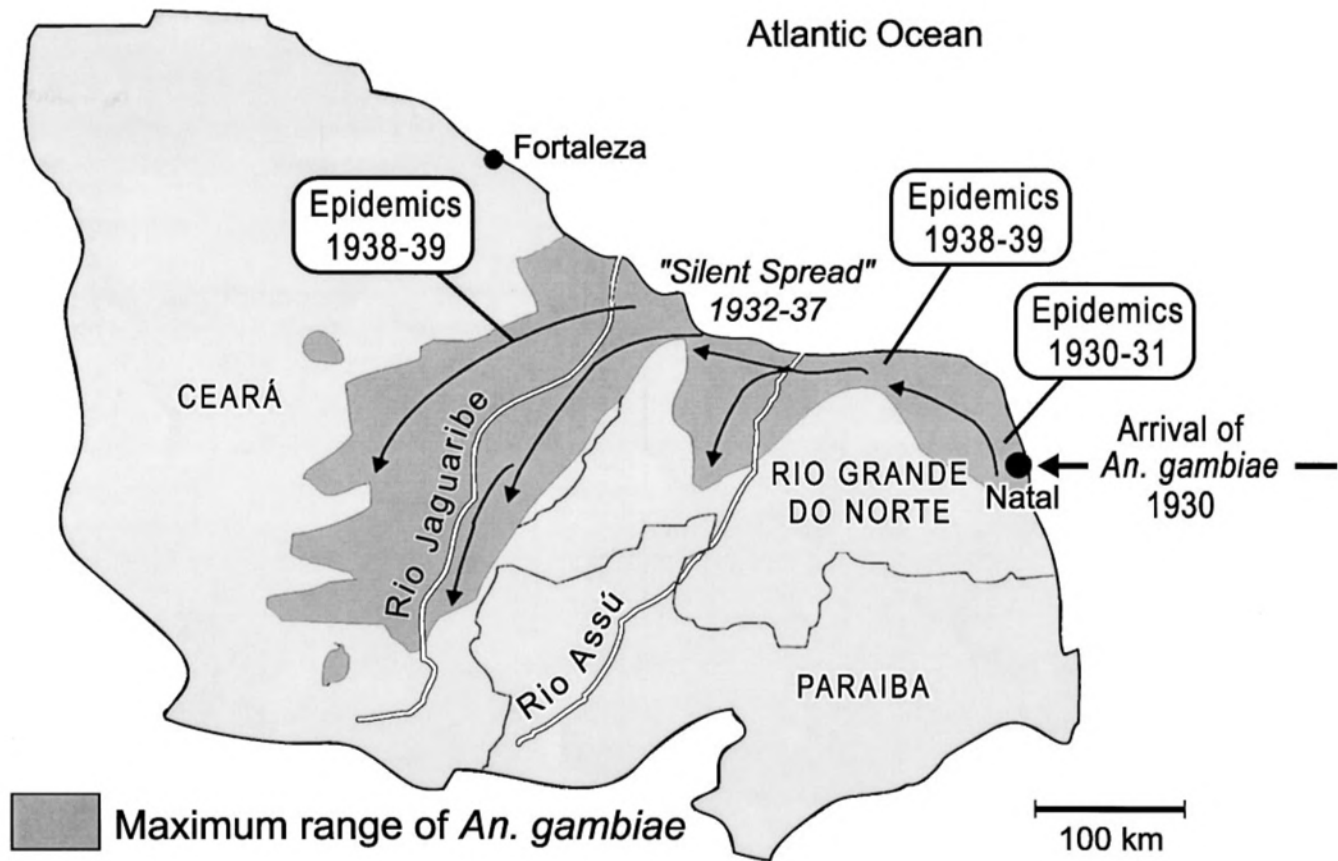 Atlantic Ocean
Fortaleza
Epidemics
1938-39
Epidemics
1938-39
"Silent Spread"
1932-37
Epidemics
1930-31
CEARÁ
Rio Jaguaribe
Arrival of
An. gambiae
1930
RIO GRANDE
DO NORTE
Natal
Rio Assú
PARAIBA
Maximum range of An. gambiae
100 km